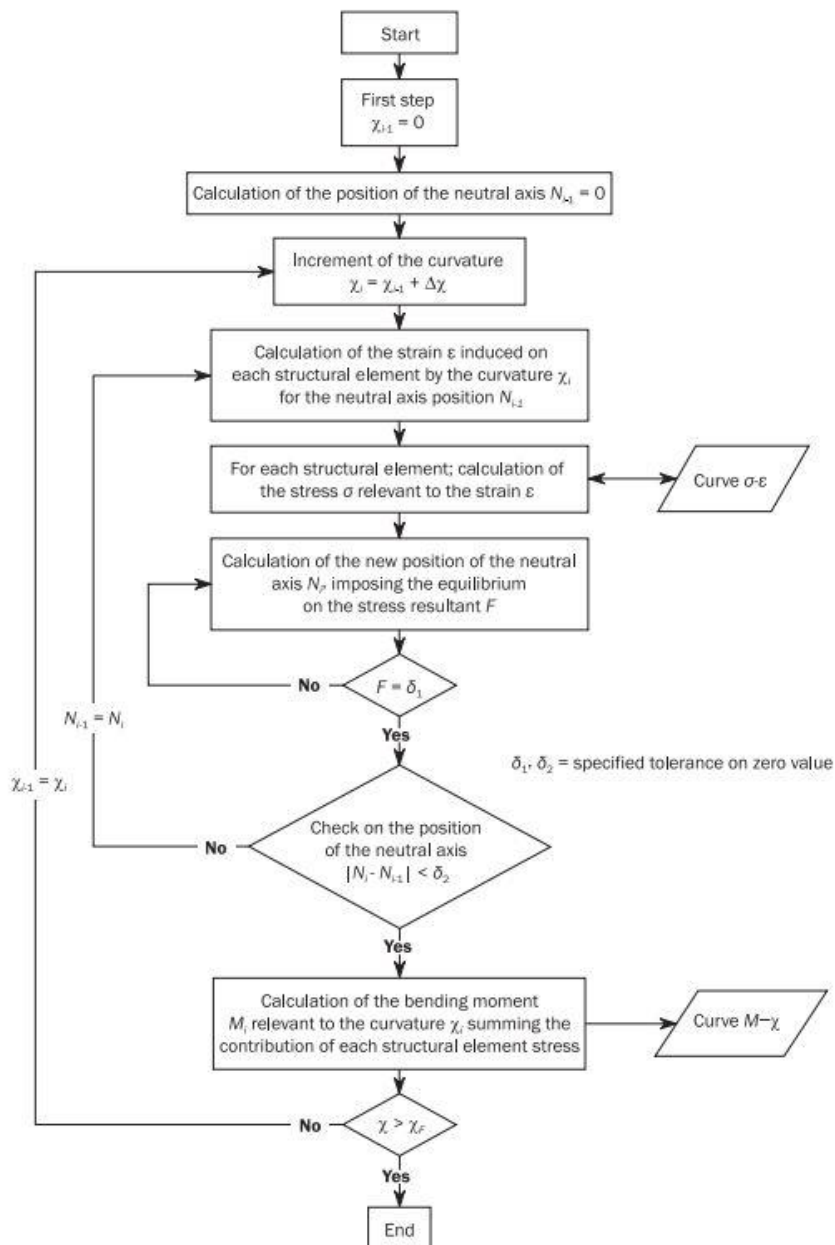 Start
First step
χᵢ₋₁ = 0
Calculation of the position of the neutral axis Nᵢ₋₁ = 0
Increment of the curvature
χᵢ = χᵢ₋₁ + Δχ
Calculation of the strain ε induced on
each structural element by the curvature χᵢ
for the neutral axis position Nᵢ₋₁
For each structural element; calculation of
the stress σ relevant to the strain ε
Curve σ-ε
Calculation of the new position of the neutral
axis Nᵢ, imposing the equilibrium
on the stress resultant F
No
F = δ₁
Nᵢ₋₁ = Nᵢ
Yes
δ₁, δ₂ = specified tolerance on zero value
χᵢ₋₁ = χᵢ
No
Check on the position
of the neutral axis
|Nᵢ - Nᵢ₋₁| < δ₂
Yes
Calculation of the bending moment
Mᵢ relevant to the curvature χᵢ summing the
contribution of each structural element stress
Curve M–χ
No
χ > χ_F
Yes
End